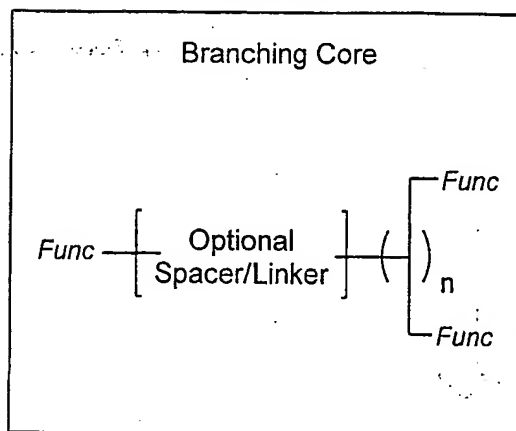 Branching Core
Func
Func
Optional
Spacer/Linker
n
Func